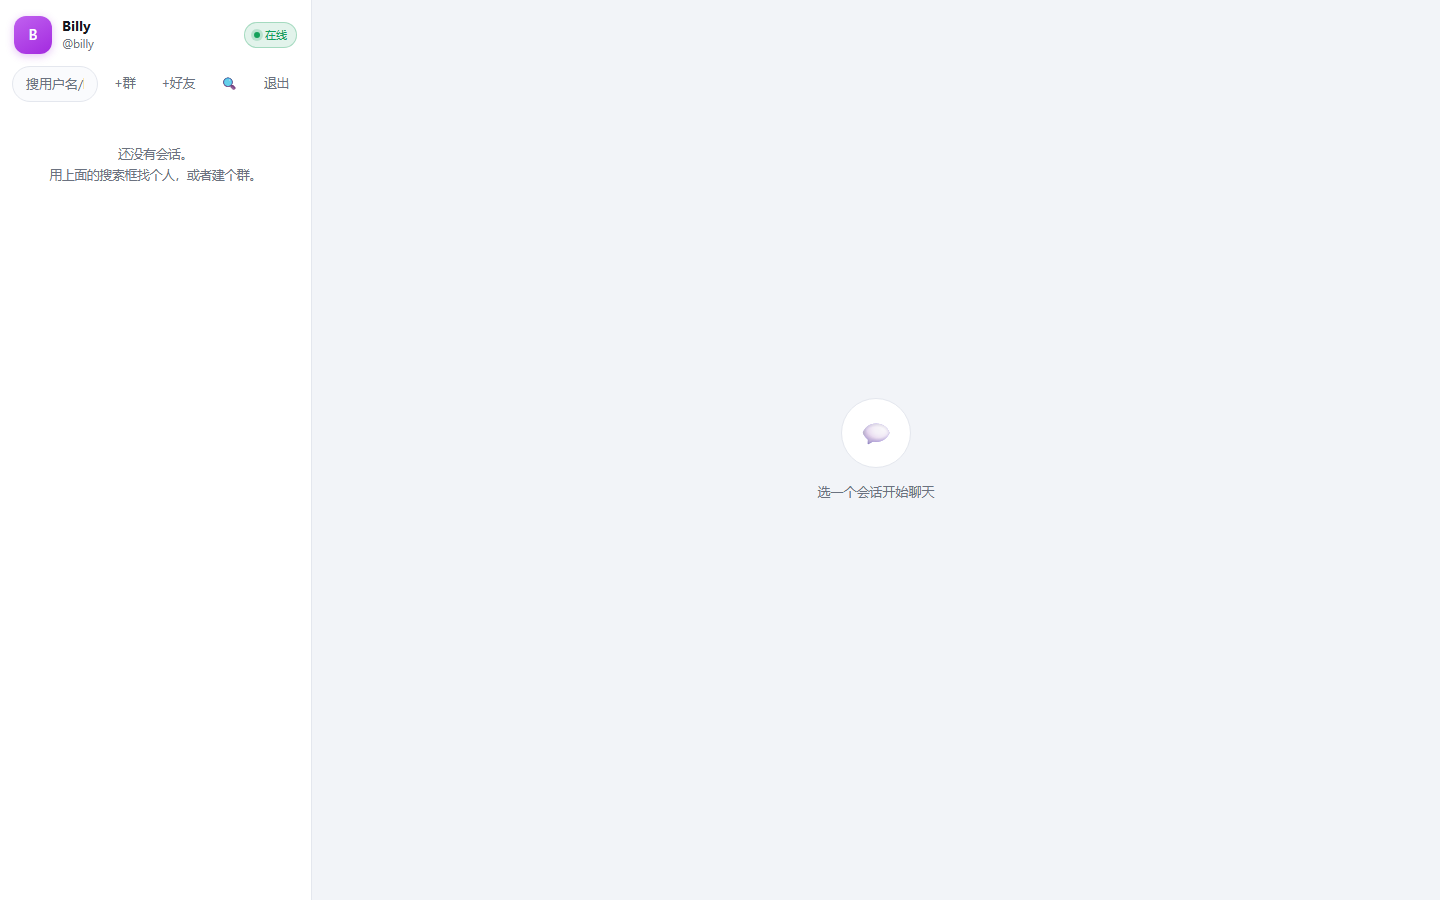 B
Billy
@billy
在线
搜用户名/
+群
+好友
退出
还没有会话。
用上面的搜索框找个人，或者建个群。
选一个会话开始聊天